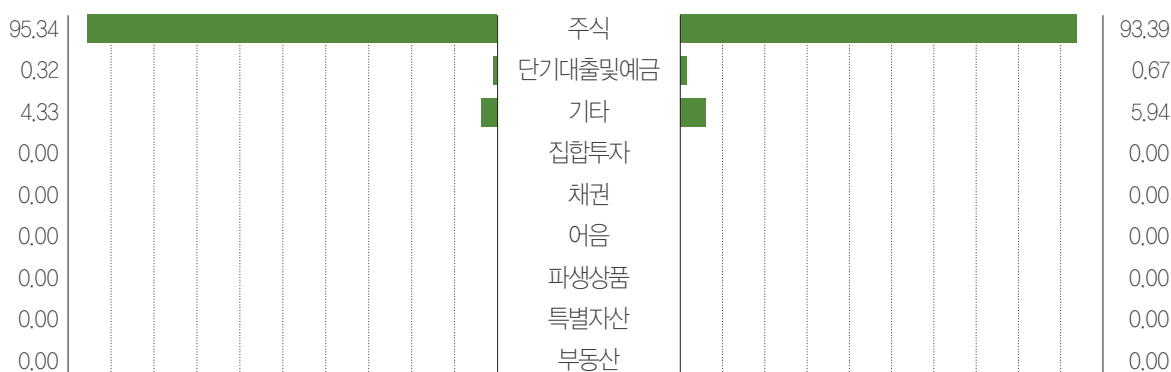 95.34 주식 93.39
0.32 단기대출및예금 0.67
4.33 기타 5.94
0.00 집합투자 0.00
0.00 채권 0.00
0.00 어음 0.00
0.00 파생상품 0.00
0.00 특별자산 0.00
0.00 부동산 0.00